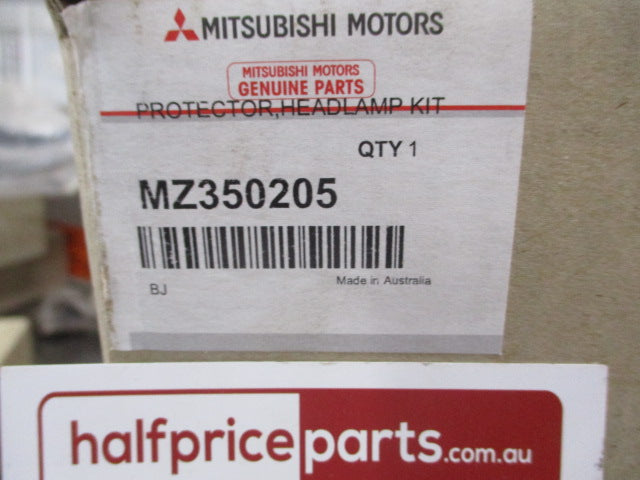 MITSUBISHI MOTORS
MITSUBISHI MOTORS
GENUINE PARTS
PROTECTOR,HEADLAMP KIT
QTY 1
MZ350205
Made in Australia
BJ
halfpriceparts.com.au